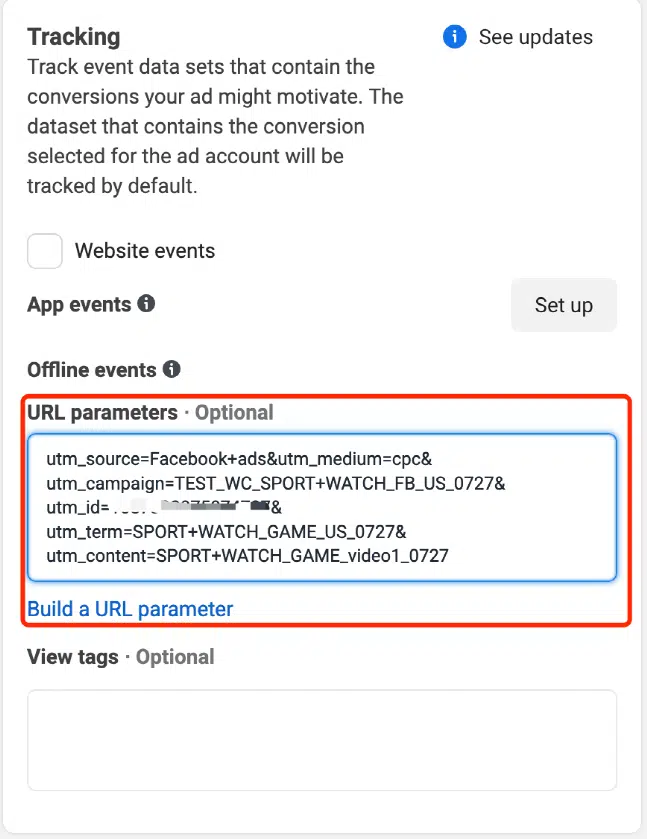 Tracking
See updates
Track event data sets that contain the
conversions your ad might motivate. The
dataset that contains the conversion
selected for the ad account will be
tracked by default.
Website events
App events
Set up
Offline events
URL parameters · Optional
utm_source=Facebook+ads&utm_medium=cpc&
utm_campaign=TEST_WC_SPORT+WATCH_FB_US_0727&
utm_id=
utm_term=SPORT+WATCH_GAME_US_0727&
utm_content=SPORT+WATCH_GAME_video1_0727
Build a URL parameter
View tags · Optional